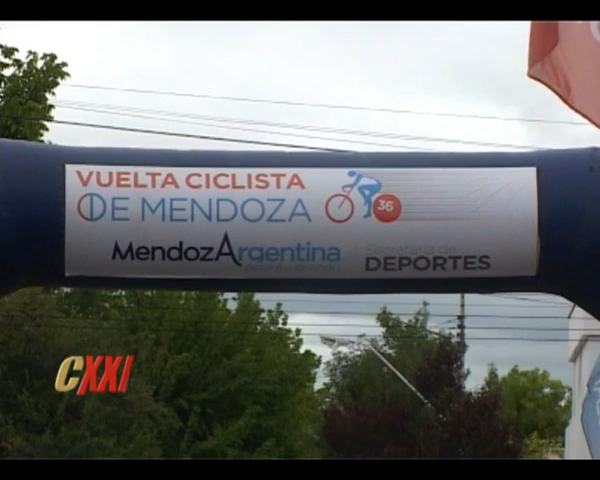 VUELTA CICLISTA
DE MENDOZA
36
MendozArgentina
Secretaría de
DEPORTES
CXXI